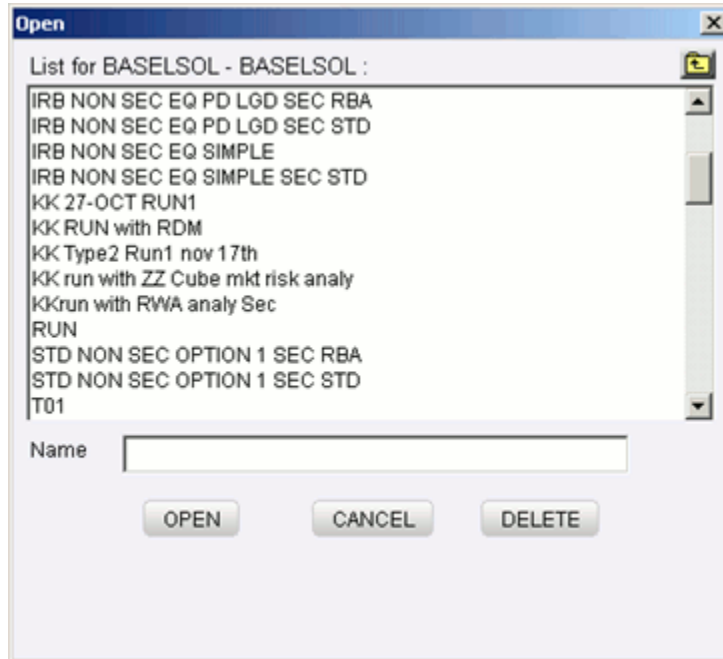 Open
List for BASELSOL - BASELSOL :
IRB NON SEC EQ PD LGD SEC RBA
IRB NON SEC EQ PD LGD SEC STD
IRB NON SEC EQ SIMPLE
IRB NON SEC EQ SIMPLE SEC STD
KK 27-OCT RUN1
KK RUN with RDM
KK Type2 Run1 nov 17th
KK run with ZZ Cube mkt risk analy
KKrun with RWA analy Sec
RUN
STD NON SEC OPTION 1 SEC RBA
STD NON SEC OPTION 1 SEC STD
T01
Name
OPEN CANCEL DELETE